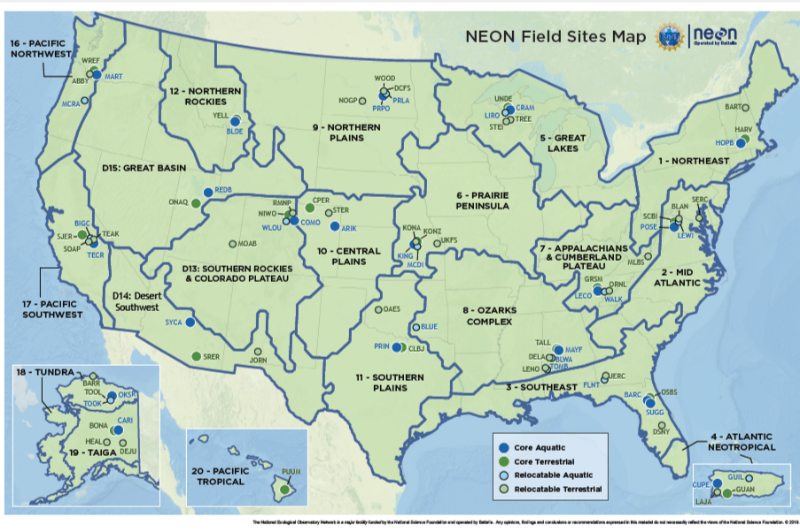 NEON Field Sites Map
neon
Operated by Battelle
16 - PACIFIC
NORTHWEST
WREF
ABBY
MART
MCRA
12 - NORTHERN
ROCKIES
YELL
BLDE
WOOD
DCFS
NOGP
PRPO
PRLA
9 - NORTHERN
PLAINS
UNDE
CRAM
LIRO
TREE
STEI
5 - GREAT
LAKES
BART
HARV
HOPB
1 - NORTHEAST
D15: GREAT BASIN
REDB
ONAQ
6 - PRAIRIE
PENINSULA
RMNP
CPER
NIWO
STER
WLOU
COMO
ARIK
10 - CENTRAL
PLAINS
KONA
KONZ
UKFS
KING
MCDI
BIGC
SJER
TEAK
SOAP
TECR
MOAB
D13: SOUTHERN ROCKIES
& COLORADO PLATEAU
D14: Desert
Southwest
17 - PACIFIC
SOUTHWEST
SERC
BLAN
SCBI
POSE
LEWI
7 - APPALACHIANS
& CUMBERLAND
PLATEAU
MLBS
2 - MID
ATLANTIC
GRSM
ORNL
LECO
WALK
8 - OZARKS
COMPLEX
SYCA
SRER
JORN
OAES
BLUE
PRIN
CLBJ
11 - SOUTHERN
PLAINS
TALL
MAYF
DELA
BLWA
LENO
TOMB
3 - SOUTHEAST
JERC
FLNT
OSBS
BARC
SUGG
DSNY
4 - ATLANTIC
NEOTROPICAL
GUIL
CUPE
GUAN
LAJA
18 - TUNDRA
BARR
TOOL
OKSR
TOOK
BONA
CARI
HEAL
DEJU
19 - TAIGA
20 - PACIFIC
TROPICAL
PUUM
Core Aquatic
Core Terrestrial
Relocatable Aquatic
Relocatable Terrestrial
The National Ecological Observatory Network is a major facility funded by the National Science Foundation and operated by Battelle. Any opinions, findings and conclusions or recommendations expressed in this material do not necessarily reflect the views of the National Science Foundation.